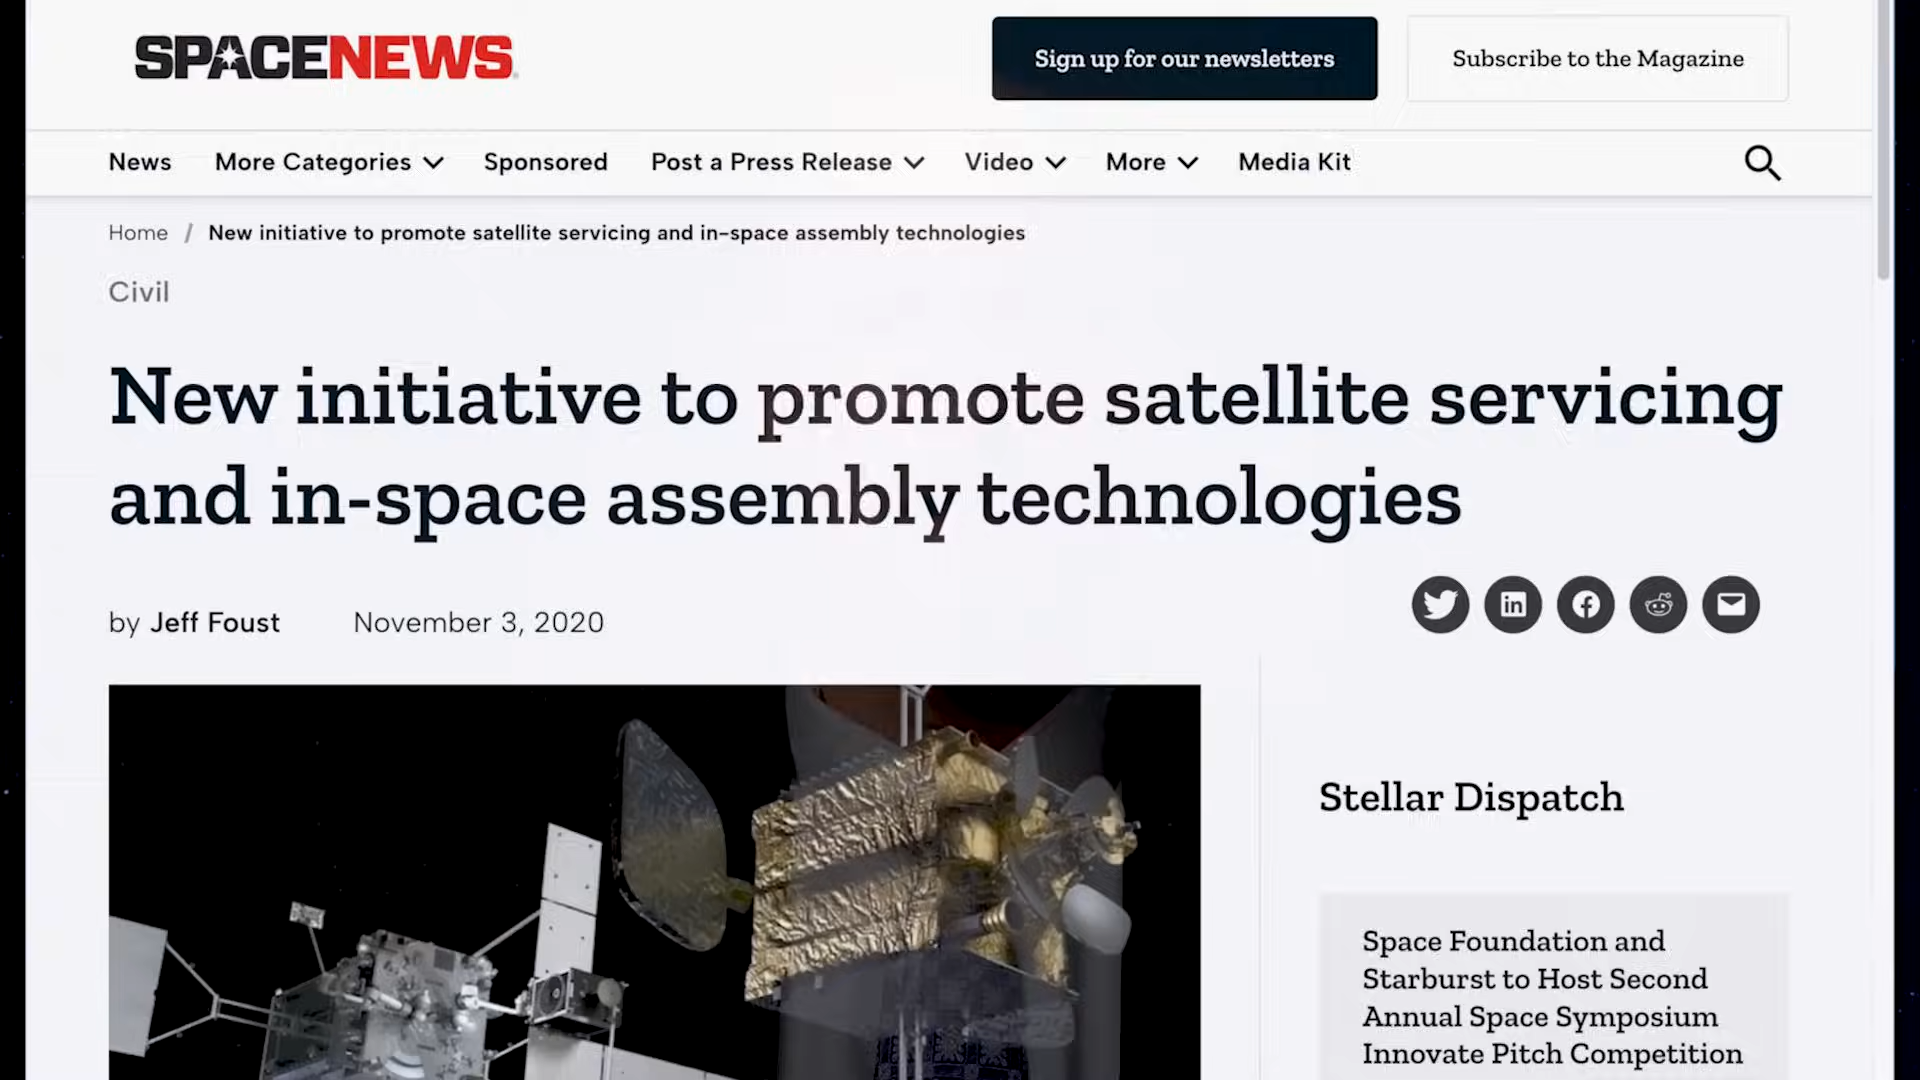 SPACENEWS
Sign up for our newsletters
Subscribe to the Magazine
News More Categories Sponsored Post a Press Release Video More Media Kit
Home / New initiative to promote satellite servicing and in-space assembly technologies
Civil
New initiative to promote satellite servicing
and in-space assembly technologies
by Jeff Foust November 3, 2020
Stellar Dispatch
Space Foundation and
Starburst to Host Second
Annual Space Symposium
Innovate Pitch Competition